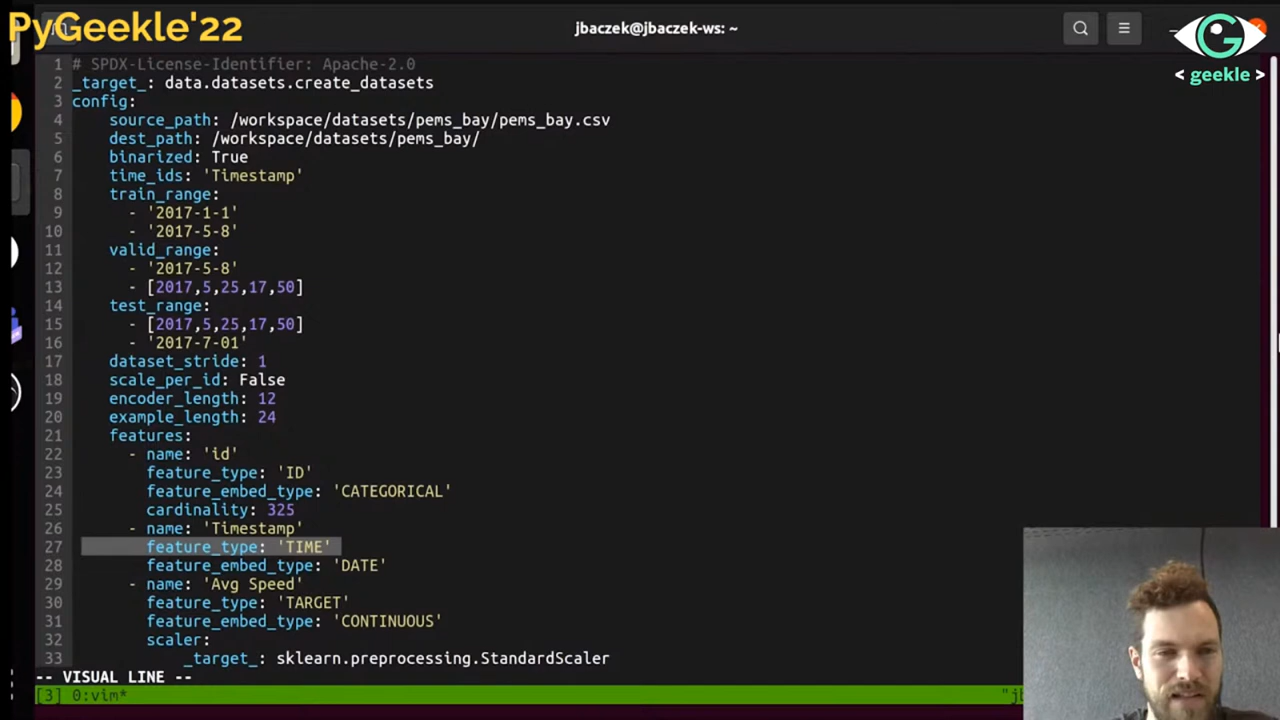 PyGeekle'22
jbaczek@jbaczek-ws: ~
< geekle >
1 # SPDX-License-Identifier: Apache-2.0
2 _target_: data.datasets.create_datasets
3 config:
4 source_path: /workspace/datasets/pems_bay/pems_bay.csv
5 dest_path: /workspace/datasets/pems_bay/
6 binarized: True
7 time_ids: 'Timestamp'
8 train_range:
9 - '2017-1-1'
10 - '2017-5-8'
11 valid_range:
12 - '2017-5-8'
13 - [2017,5,25,17,50]
14 test_range:
15 - [2017,5,25,17,50]
16 - '2017-7-01'
17 dataset_stride: 1
18 scale_per_id: False
19 encoder_length: 12
20 example_length: 24
21 features:
22 - name: 'id'
23 feature_type: 'ID'
24 feature_embed_type: 'CATEGORICAL'
25 cardinality: 325
26 - name: 'Timestamp'
27 feature_type: 'TIME'
28 feature_embed_type: 'DATE'
29 - name: 'Avg Speed'
30 feature_type: 'TARGET'
31 feature_embed_type: 'CONTINUOUS'
32 scaler:
33 _target_: sklearn.preprocessing.StandardScaler
-- VISUAL LINE --
[3] 0:vim* "jb